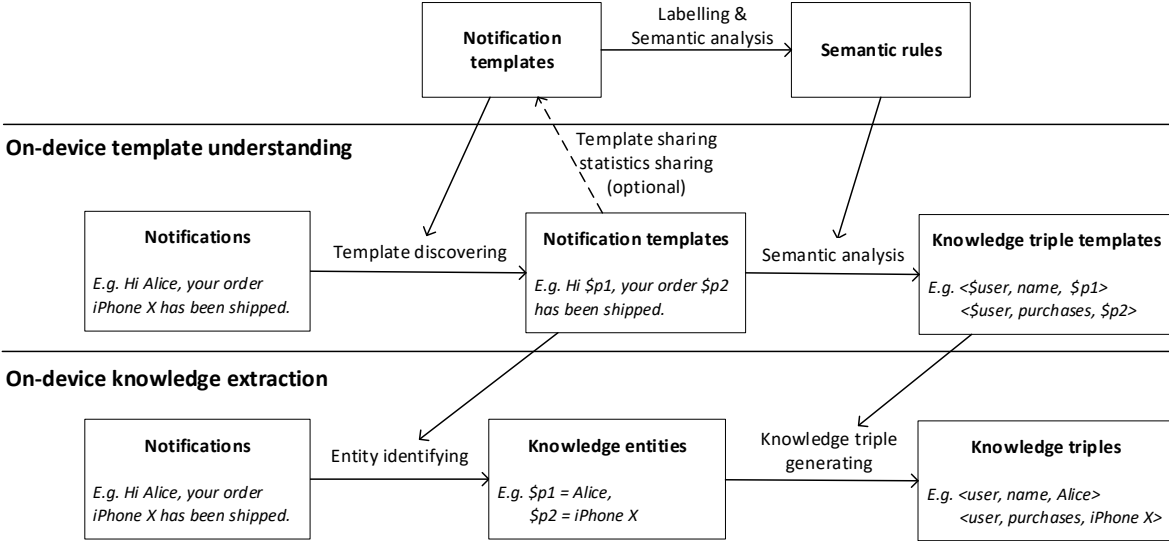 Notification
templates
Labelling &
Semantic analysis
Semantic rules
On-device template understanding
Template sharing
statistics sharing
(optional)
Notifications
E.g. Hi Alice, your order
iPhone X has been shipped.
Template discovering
Notification templates
E.g. Hi $p1, your order $p2
has been shipped.
Semantic analysis
Knowledge triple templates
E.g. <$user, name, $p1>
<$user, purchases, $p2>
On-device knowledge extraction
Notifications
E.g. Hi Alice, your order
iPhone X has been shipped.
Entity identifying
Knowledge entities
E.g. $p1 = Alice,
$p2 = iPhone X
Knowledge triple
generating
Knowledge triples
E.g. <user, name, Alice>
<user, purchases, iPhone X>